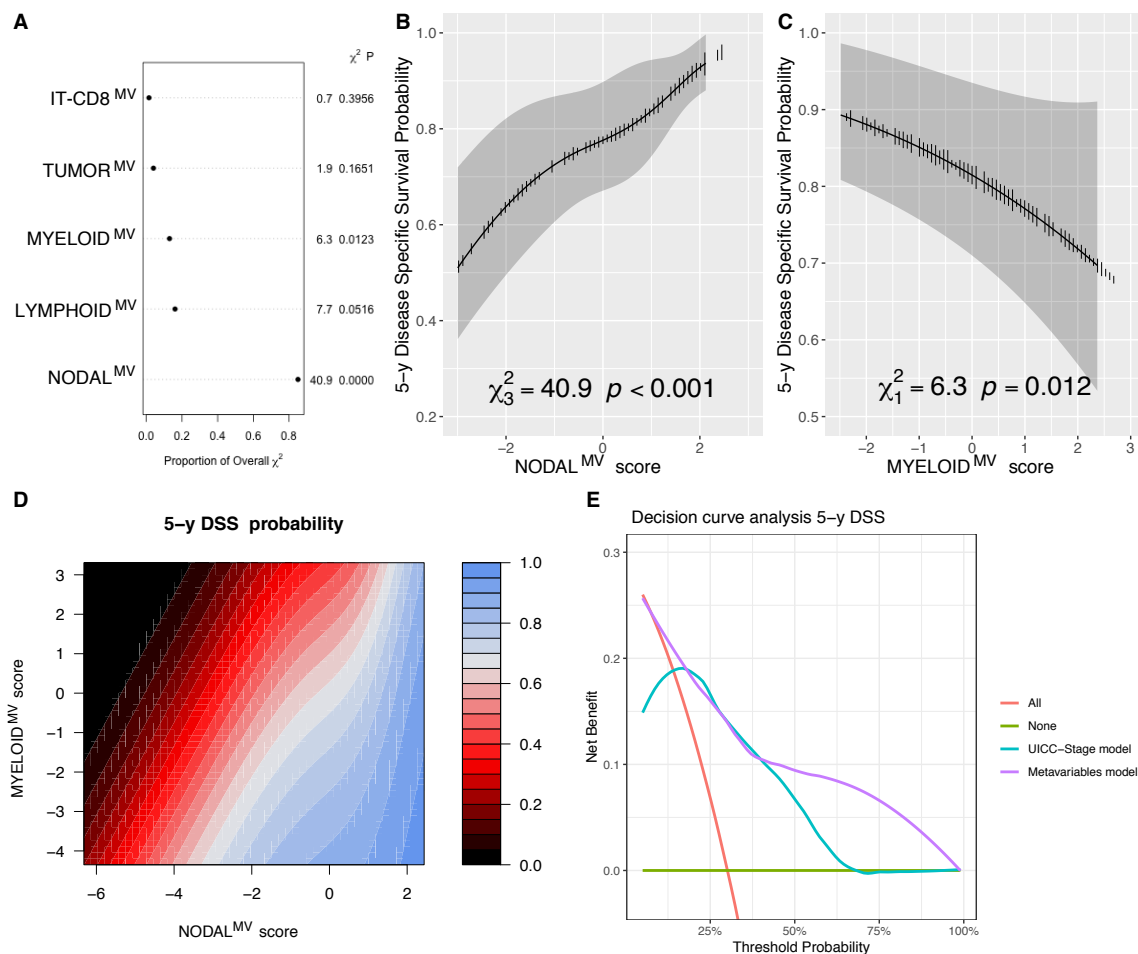 A
χ² P
IT-CD8 MV 0.7 0.3956
TUMOR MV 1.9 0.1651
MYELOID MV 6.3 0.0123
LYMPHOID MV 7.7 0.0516
NODAL MV 40.9 0.0000
0.0 0.2 0.4 0.6 0.8
Proportion of Overall χ²
B
5-y Disease Specific Survival Probability
1.0
0.8
0.6
0.4
0.2
χ²₃ = 40.9 p < 0.001
−2 0 2
NODAL MV score
C
5-y Disease Specific Survival Probability
1.0
0.9
0.8
0.7
0.6
0.5
χ²₁ = 6.3 p = 0.012
−2 −1 0 1 2 3
MYELOID MV score
D
5−y DSS probability
MYELOID MV score
3
2
1
0
−1
−2
−3
−4
−6 −4 −2 0 2
NODAL MV score
1.0
0.8
0.6
0.4
0.2
0.0
E
Decision curve analysis 5−y DSS
Net Benefit
0.3
0.2
0.1
0.0
25% 50% 75% 100%
Threshold Probability
All
None
UICC−Stage model
Metavariables model